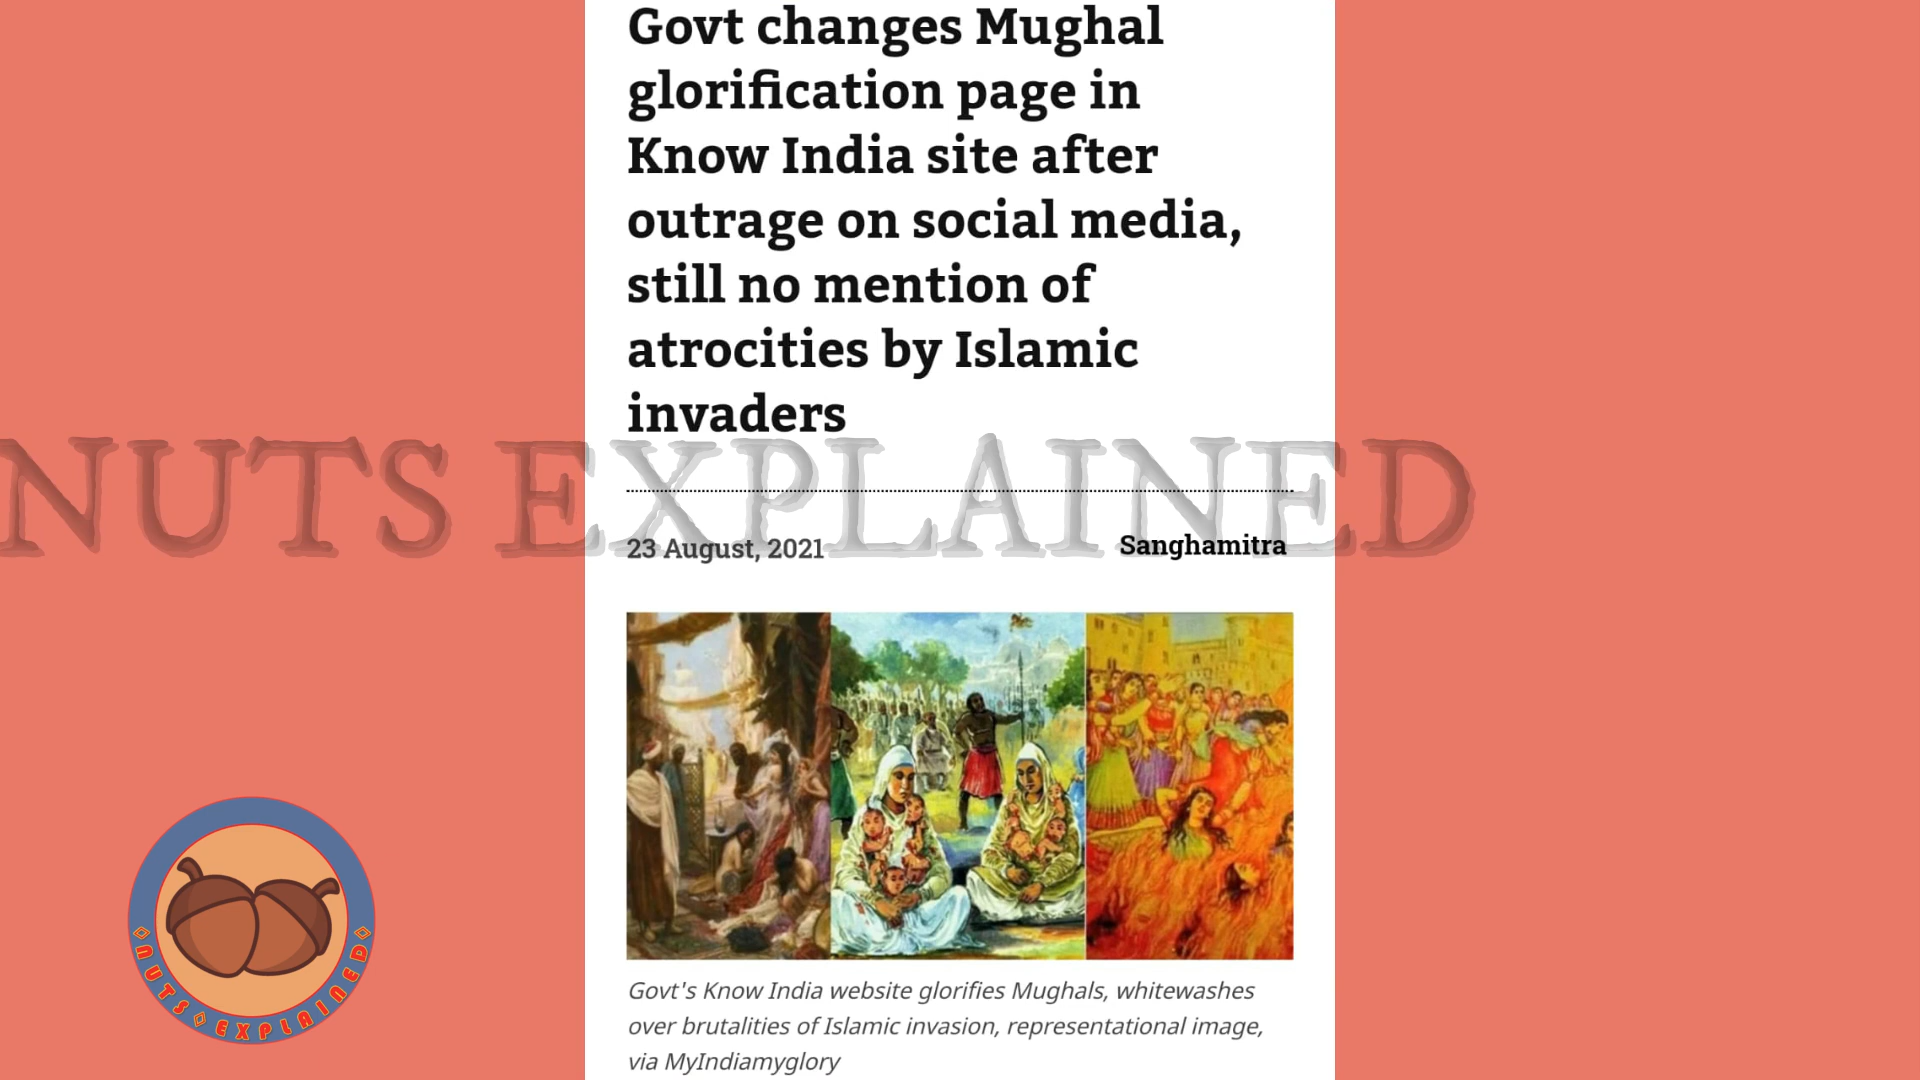 Govt changes Mughal
glorification page in
Know India site after
outrage on social media,
still no mention of
atrocities by Islamic
invaders
NUTS EXPLAINED
23 August, 2021
Sanghamitra
Govt's Know India website glorifies Mughals, whitewashes
over brutalities of Islamic invasion, representational image,
via MyIndiamyglory
NUTS EXPLAINED